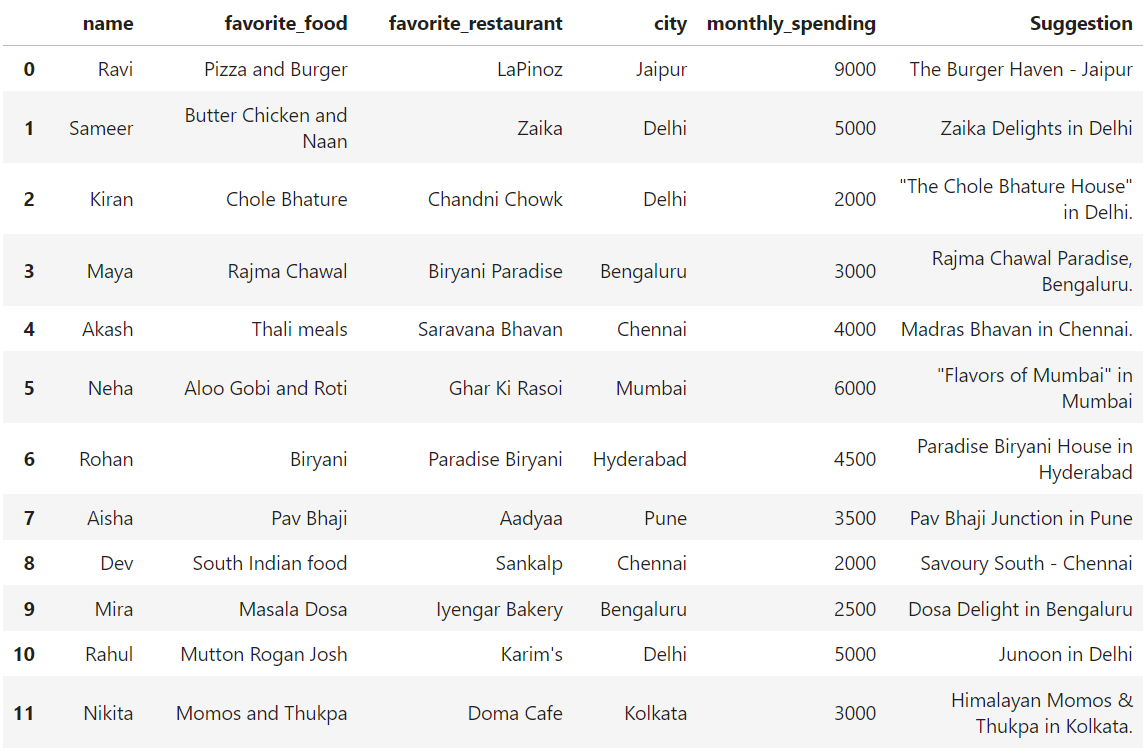 name favorite_food favorite_restaurant city monthly_spending Suggestion
0 Ravi Pizza and Burger LaPinoz Jaipur 9000 The Burger Haven - Jaipur
1 Sameer Butter Chicken and Naan Zaika Delhi 5000 Zaika Delights in Delhi
2 Kiran Chole Bhature Chandni Chowk Delhi 2000 "The Chole Bhature House" in Delhi.
3 Maya Rajma Chawal Biryani Paradise Bengaluru 3000 Rajma Chawal Paradise, Bengaluru.
4 Akash Thali meals Saravana Bhavan Chennai 4000 Madras Bhavan in Chennai.
5 Neha Aloo Gobi and Roti Ghar Ki Rasoi Mumbai 6000 "Flavors of Mumbai" in Mumbai
6 Rohan Biryani Paradise Biryani Hyderabad 4500 Paradise Biryani House in Hyderabad
7 Aisha Pav Bhaji Aadyaa Pune 3500 Pav Bhaji Junction in Pune
8 Dev South Indian food Sankalp Chennai 2000 Savoury South - Chennai
9 Mira Masala Dosa Iyengar Bakery Bengaluru 2500 Dosa Delight in Bengaluru
10 Rahul Mutton Rogan Josh Karim's Delhi 5000 Junoon in Delhi
11 Nikita Momos and Thukpa Doma Cafe Kolkata 3000 Himalayan Momos & Thukpa in Kolkata.